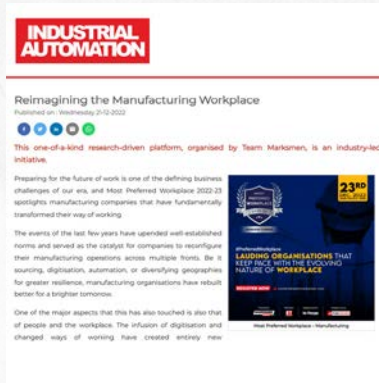 INDUSTRIAL
AUTOMATION
Reimagining the Manufacturing Workplace
Published on : Wednesday 21-12-2022
This one-of-a-kind research-driven platform, organised by Team Marksmen, is an industry-led
initiative.
Preparing for the future of work is one of the defining business
challenges of our era, and Most Preferred Workplace 2022-23
spotlights manufacturing companies that have fundamentally
transformed their way of working
The events of the last few years have upended well-established
norms and served as the catalyst for companies to reconfigure
their manufacturing operations across multiple fronts. Be it
sourcing, digitisation, automation, or diversifying geographies
for greater resilience, manufacturing organisations have rebuilt
better for a brighter tomorrow.
One of the major aspects that this has also touched is also that
of people and the workplace. The infusion of digitisation and
changed ways of working have created entirely new
23RD
WORKPLACE
#PreferredWorkplace
LAUDING ORGANISATIONS THAT
KEEP PACE WITH THE EVOLVING
NATURE OF WORKPLACE
REGISTER NOW
Most Preferred Workplace - Manufacturing